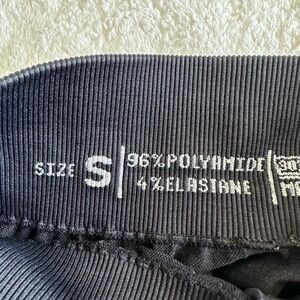 SIZE S
96% POLYAMIDE
4% ELASTANE